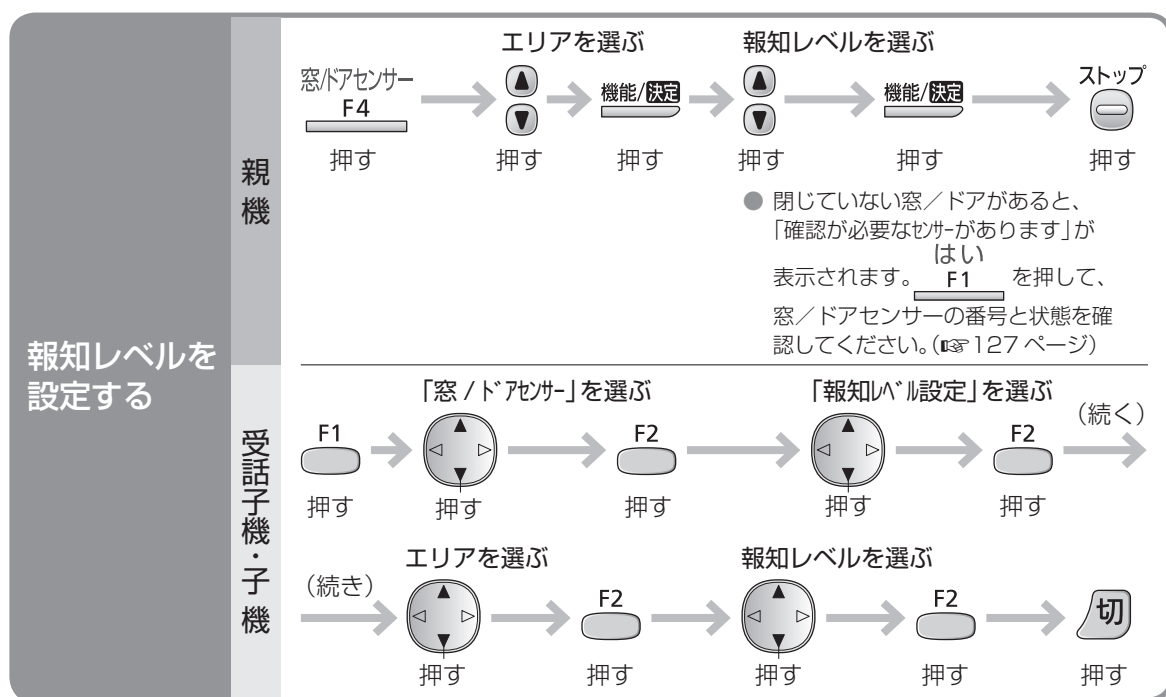 報知レベルを
設定する
親機
エリアを選ぶ 報知レベルを選ぶ
窓/ドアセンサー
F4
機能/決定
機能/決定
ストップ
押す 押す 押す 押す 押す 押す
● 閉じていない窓／ドアがあると、
「確認が必要なｾﾝｻｰがあります」が
はい
表示されます。 F1 を押して、
窓／ドアセンサーの番号と状態を確
認してください。(☞127 ページ)
受話子機・子機
「窓 / ﾄﾞｱｾﾝｻｰ」を選ぶ 「報知ﾚﾍﾞﾙ設定」を選ぶ
F1 F2 F2 (続く)
押す 押す 押す 押す 押す
エリアを選ぶ 報知レベルを選ぶ
(続き) F2 F2 切
押す 押す 押す 押す 押す